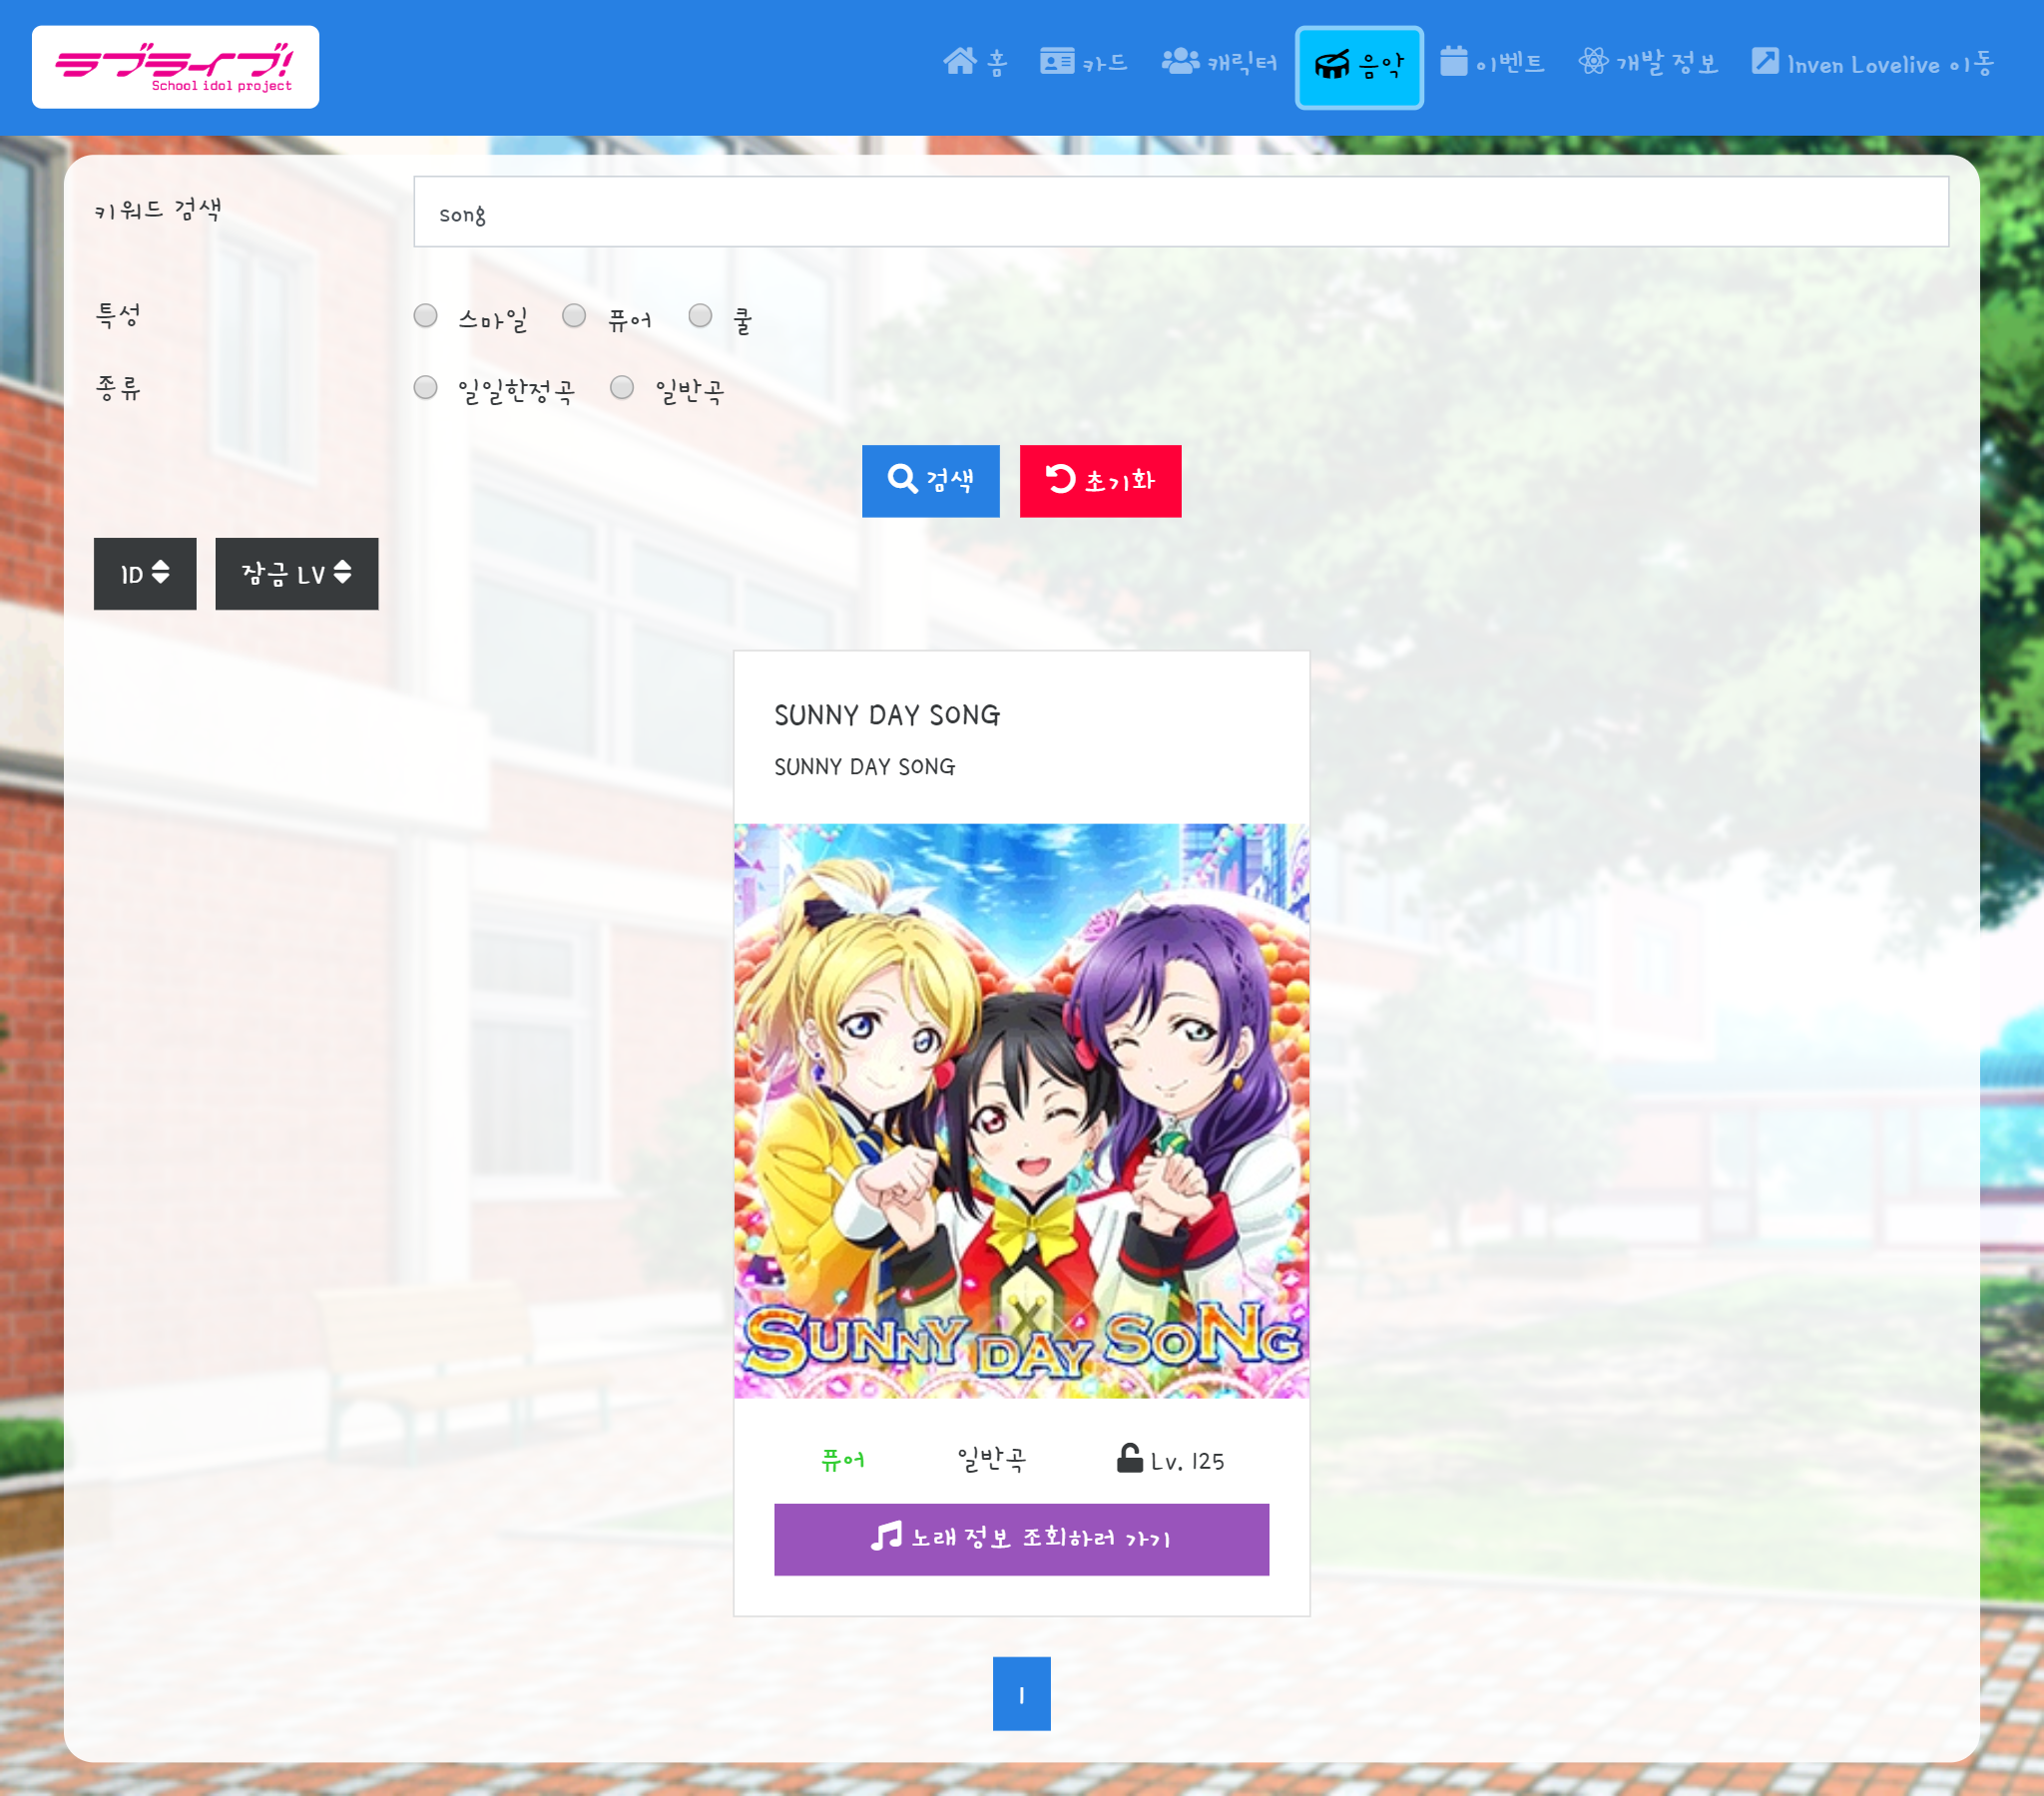 ラブライブ!
School idol project
홈 카드 캐릭터 음악 이벤트 개발 정보 Inven Lovelive 이동
키워드 검색 song
특성 스마일 퓨어 쿨
종류 일일한정곡 일반곡
검색 초기화
ID 잠금 LV
SUNNY DAY SONG
SUNNY DAY SONG
SUNNY DAY SONG
퓨어 일반곡 Lv. 125
노래 정보 조회하러 가기
1